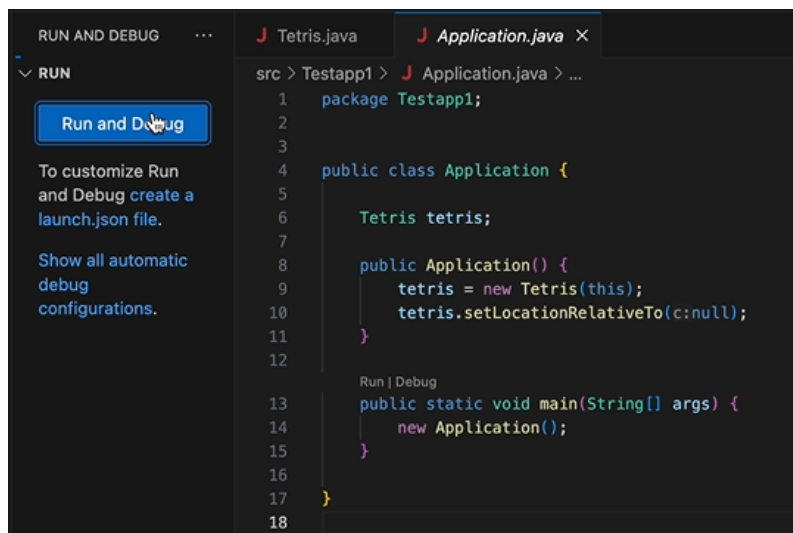 RUN AND DEBUG ...
RUN
Run and Debug
To customize Run
and Debug create a
launch.json file.
Show all automatic
debug
configurations.
J Tetris.java
J Application.java ×
src > Testapp1 > J Application.java > ...
1 package Testapp1;
2
3
4 public class Application {
5
6 Tetris tetris;
7
8 public Application() {
9 tetris = new Tetris(this);
10 tetris.setLocationRelativeTo(c:null);
11 }
12
Run | Debug
13 public static void main(String[] args) {
14 new Application();
15 }
16
17 }
18